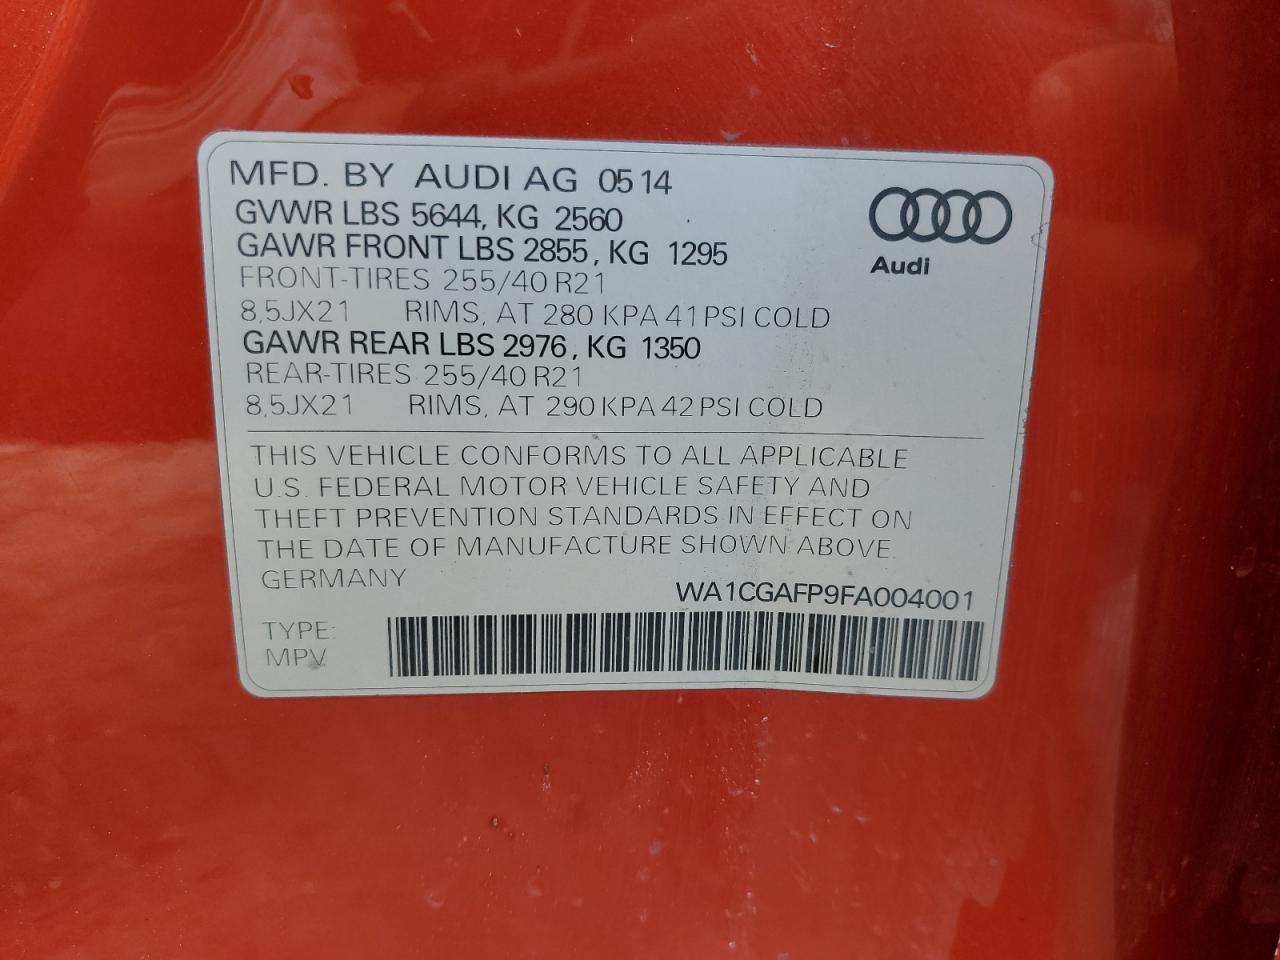 MFD. BY AUDI AG 0514
GVWR LBS 5644, KG 2560
GAWR FRONT LBS 2855, KG 1295
FRONT-TIRES 255/40 R21
8,5JX21 RIMS, AT 280 KPA 41 PSI COLD
GAWR REAR LBS 2976, KG 1350
REAR-TIRES 255/40 R21
8,5JX21 RIMS, AT 290 KPA 42 PSI COLD
Audi
THIS VEHICLE CONFORMS TO ALL APPLICABLE
U.S. FEDERAL MOTOR VEHICLE SAFETY AND
THEFT PREVENTION STANDARDS IN EFFECT ON
THE DATE OF MANUFACTURE SHOWN ABOVE.
GERMANY
WA1CGAFP9FA004001
TYPE:
MPV